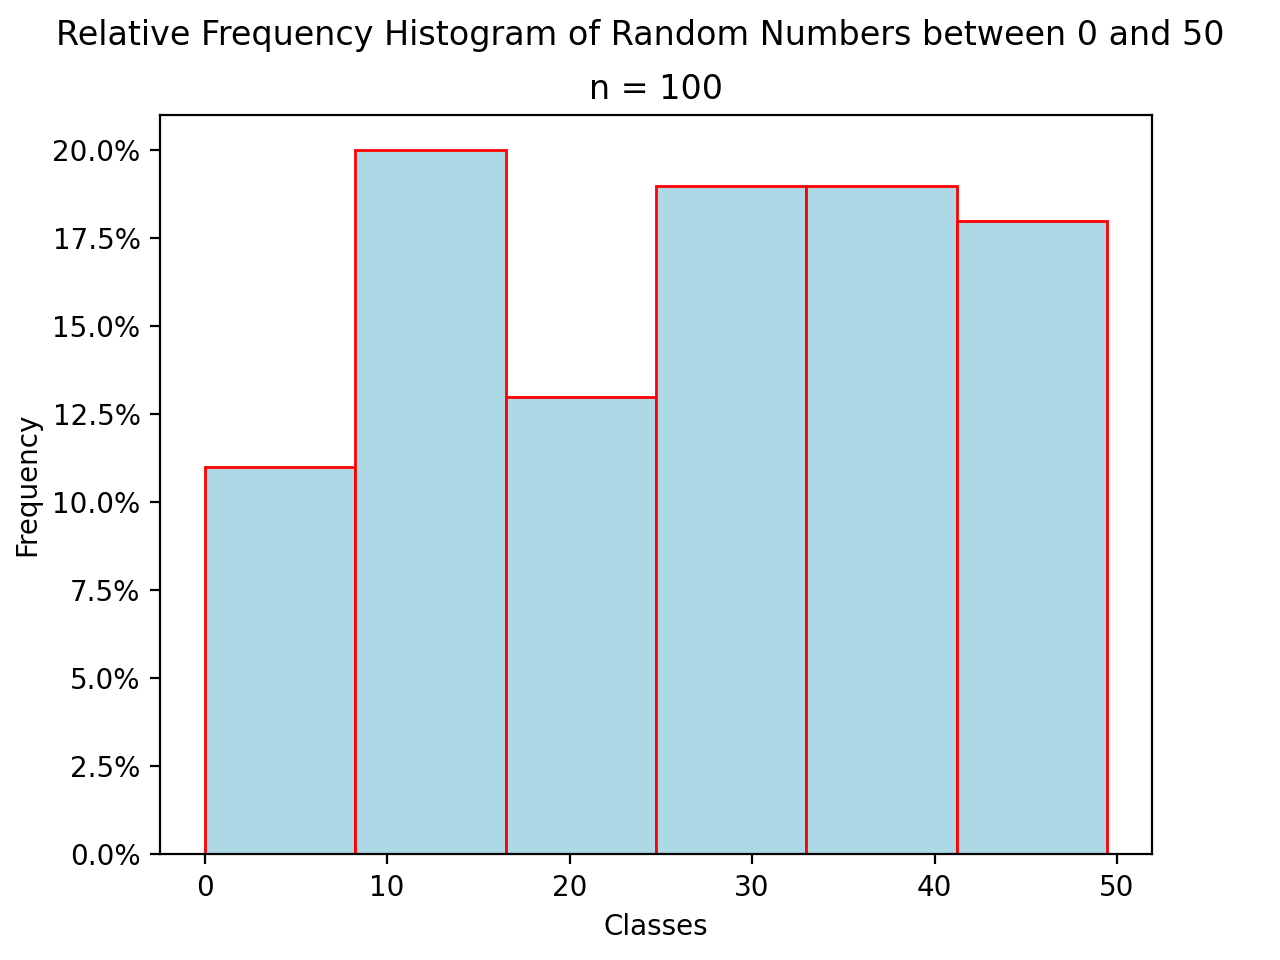 Relative Frequency Histogram of Random Numbers between 0 and 50
n = 100
20.0%
17.5%
15.0%
12.5%
10.0%
7.5%
5.0%
2.5%
0.0%
Frequency
0 10 20 30 40 50
Classes